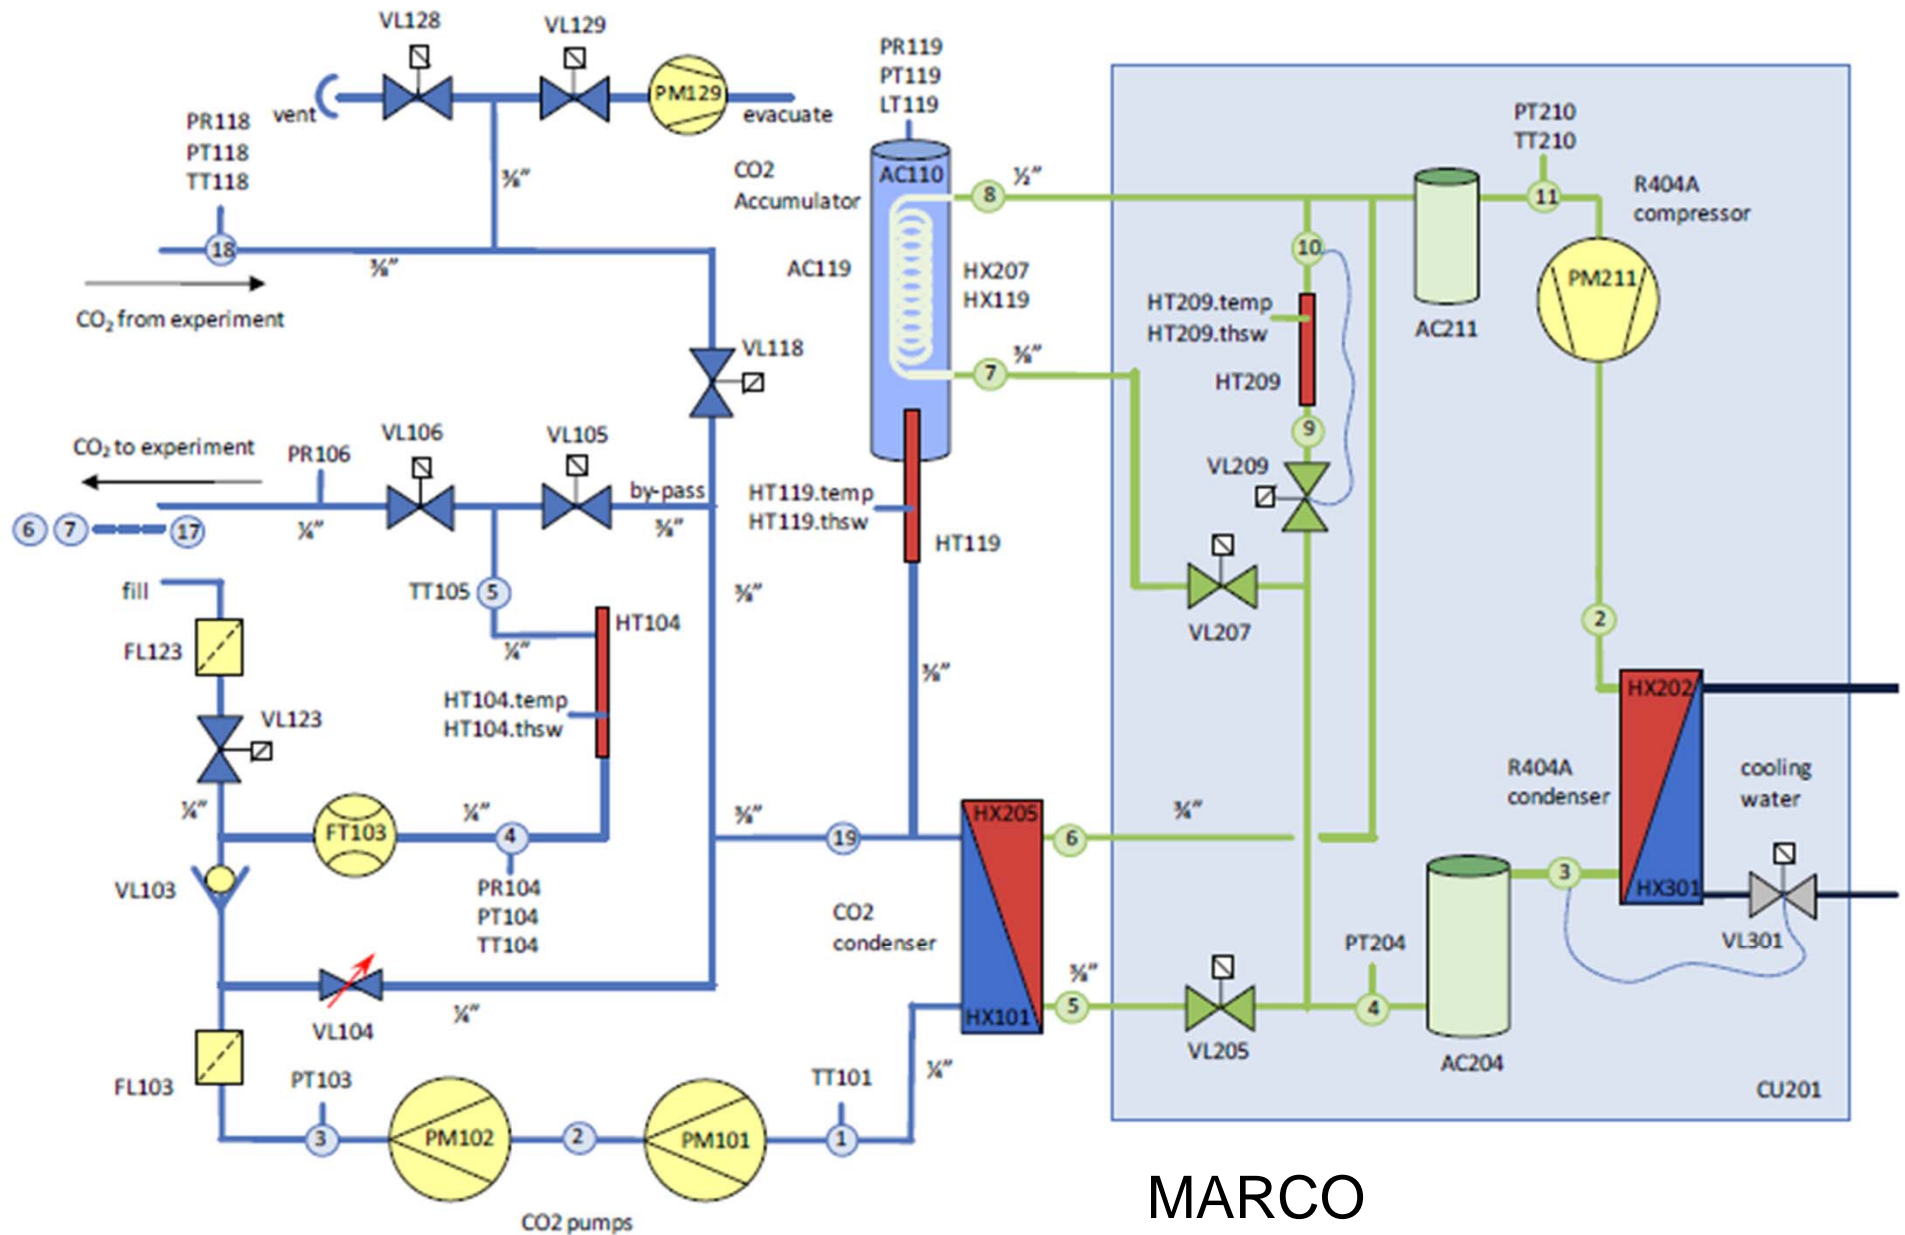 VL128
VL129
PM129
vent
evacuate
PR118
PT118
TT118
⅜”
18
⅜”
CO₂ from experiment
VL118
CO₂ to experiment
PR106
VL106
VL105
by-pass
⅜”
¼”
6
7
17
fill
TT105
5
¼”
HT104
⅜”
FL123
HT104.temp
HT104.thsw
VL123
¼”
FT103
¼”
4
PR104
PT104
TT104
VL103
VL104
¼”
FL103
PT103
3
PM102
2
PM101
TT101
1
¼”
CO2 pumps
PR119
PT119
LT119
CO2
Accumulator
AC110
AC119
HX207
HX119
8
½”
7
⅜”
HT119.temp
HT119.thsw
HT119
⅜”
⅜”
19
HX205
HX101
CO2
condenser
6
¾”
5
⅜”
10
HT209.temp
HT209.thsw
HT209
9
VL209
VL207
VL205
PT204
4
AC204
AC211
PT210
TT210
11
R404A
compressor
PM211
2
HX202
HX301
R404A
condenser
3
cooling
water
VL301
CU201
MARCO